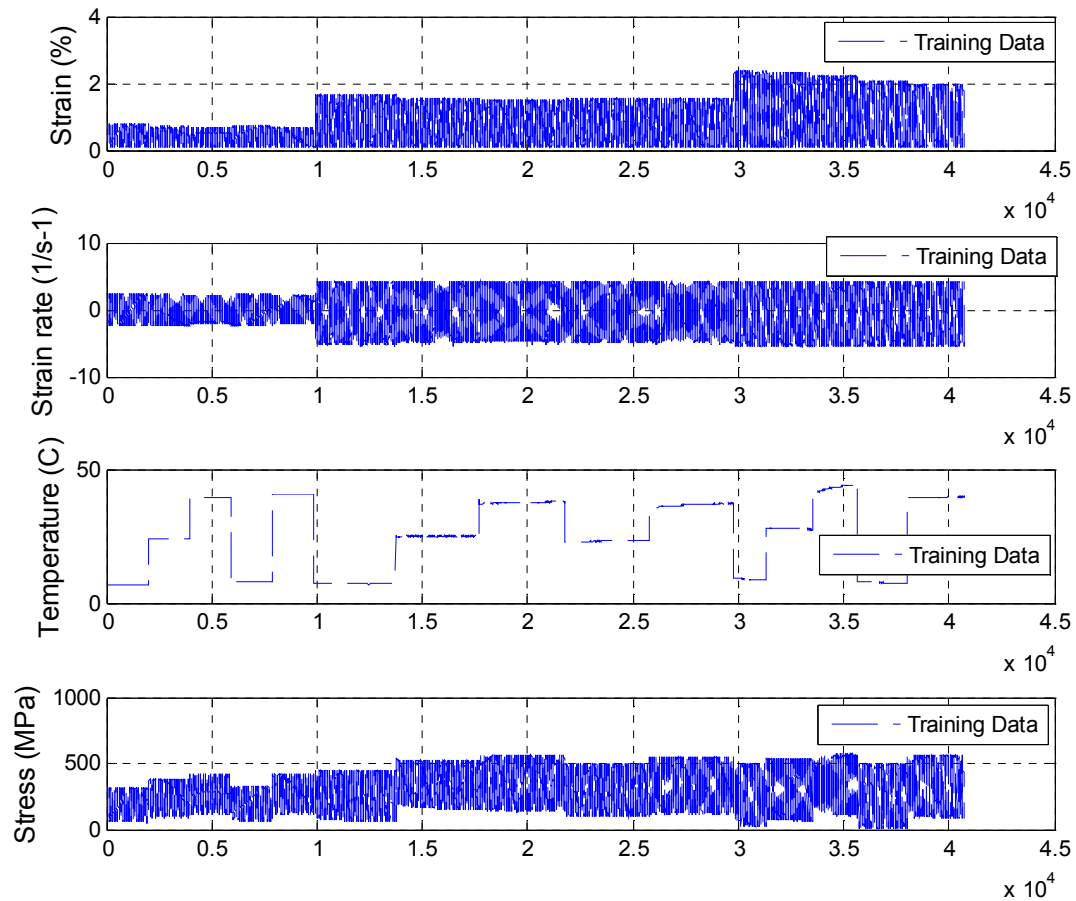 Strain (%)
4
2
0
Training Data
0 0.5 1 1.5 2 2.5 3 3.5 4 4.5
x 10^4
Strain rate (1/s-1)
10
0
-10
Training Data
0 0.5 1 1.5 2 2.5 3 3.5 4 4.5
x 10^4
Temperature (C)
50
0
Training Data
0 0.5 1 1.5 2 2.5 3 3.5 4 4.5
x 10^4
Stress (MPa)
1000
500
0
Training Data
0 0.5 1 1.5 2 2.5 3 3.5 4 4.5
x 10^4